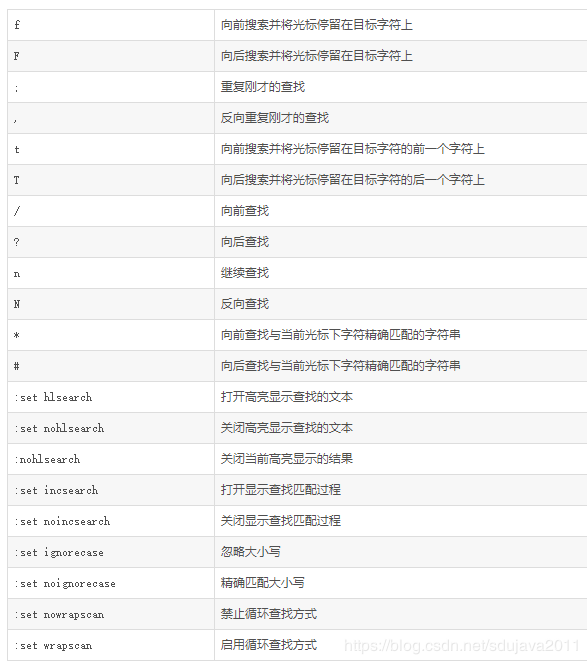 f 向前搜索并将光标停留在目标字符上
F 向后搜索并将光标停留在目标字符上
; 重复刚才的查找
, 反向重复刚才的查找
t 向前搜索并将光标停留在目标字符的前一个字符上
T 向后搜索并将光标停留在目标字符的后一个字符上
/ 向前查找
? 向后查找
n 继续查找
N 反向查找
* 向前查找与当前光标下字符精确匹配的字符串
# 向后查找与当前光标下字符精确匹配的字符串
:set hlsearch 打开高亮显示查找的文本
:set nohlsearch 关闭高亮显示查找的文本
:nohlsearch 关闭当前高亮显示的结果
:set incsearch 打开显示查找匹配过程
:set noincsearch 关闭显示查找匹配过程
:set ignorecase 忽略大小写
:set noignorecase 精确匹配大小写
:set nowrapscan 禁止循环查找方式
:set wrapscan 启用循环查找方式
https://blog.csdn.net/sdujava2011